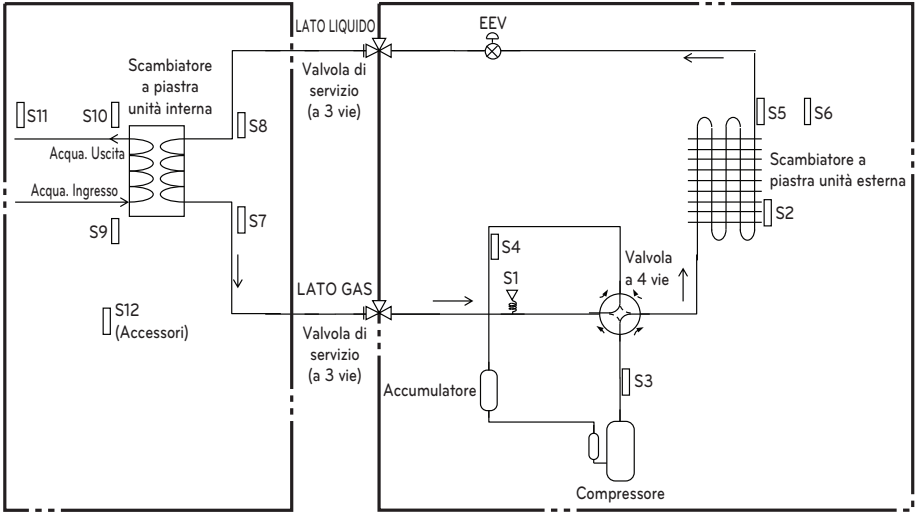 LATO LIQUIDO
EEV
Scambiatore
a piastra
unità interna
Valvola di
servizio
(a 3 vie)
S11
S10
S8
S5
S6
Acqua. Uscita
Scambiatore a
piastra unità esterna
Acqua. Ingresso
S9
S7
S2
S4
S1
Valvola
a 4 vie
LATO GAS
S12
(Accessori)
Valvola di
servizio
(a 3 vie)
Accumulatore
S3
Compressore